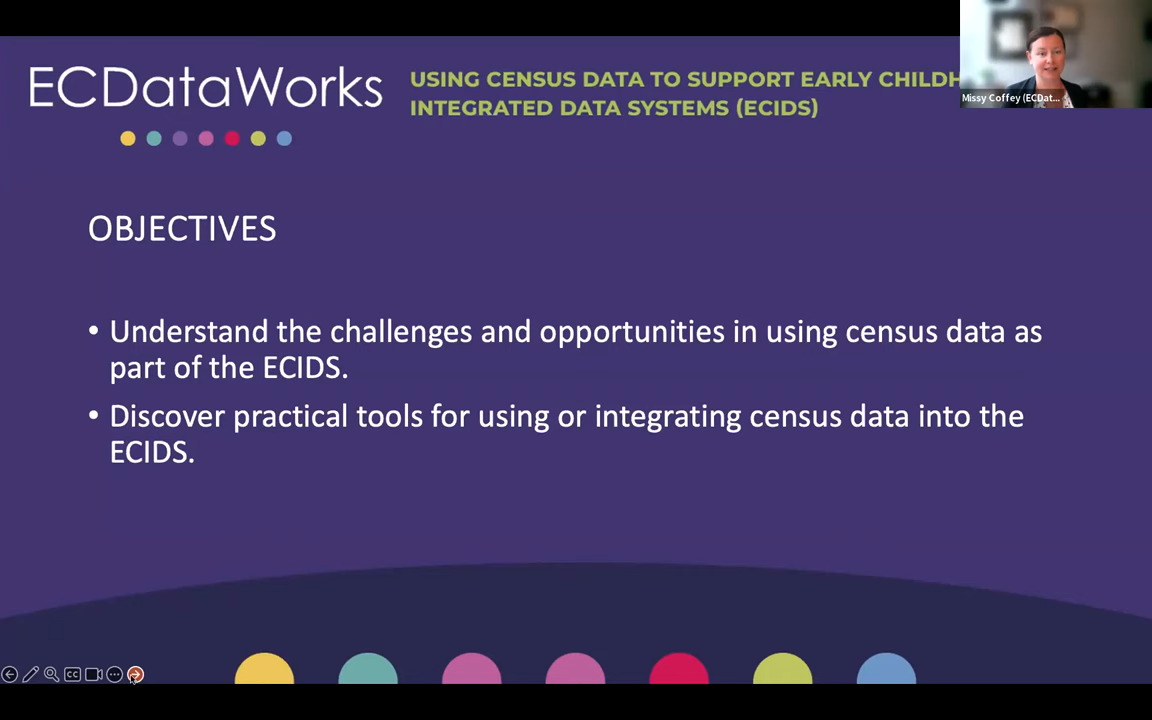 ECDataWorks
USING CENSUS DATA TO SUPPORT EARLY CHILDH
INTEGRATED DATA SYSTEMS (ECIDS)
Missy Coffey (ECDat...
OBJECTIVES
• Understand the challenges and opportunities in using census data as
part of the ECIDS.
• Discover practical tools for using or integrating census data into the
ECIDS.
CC